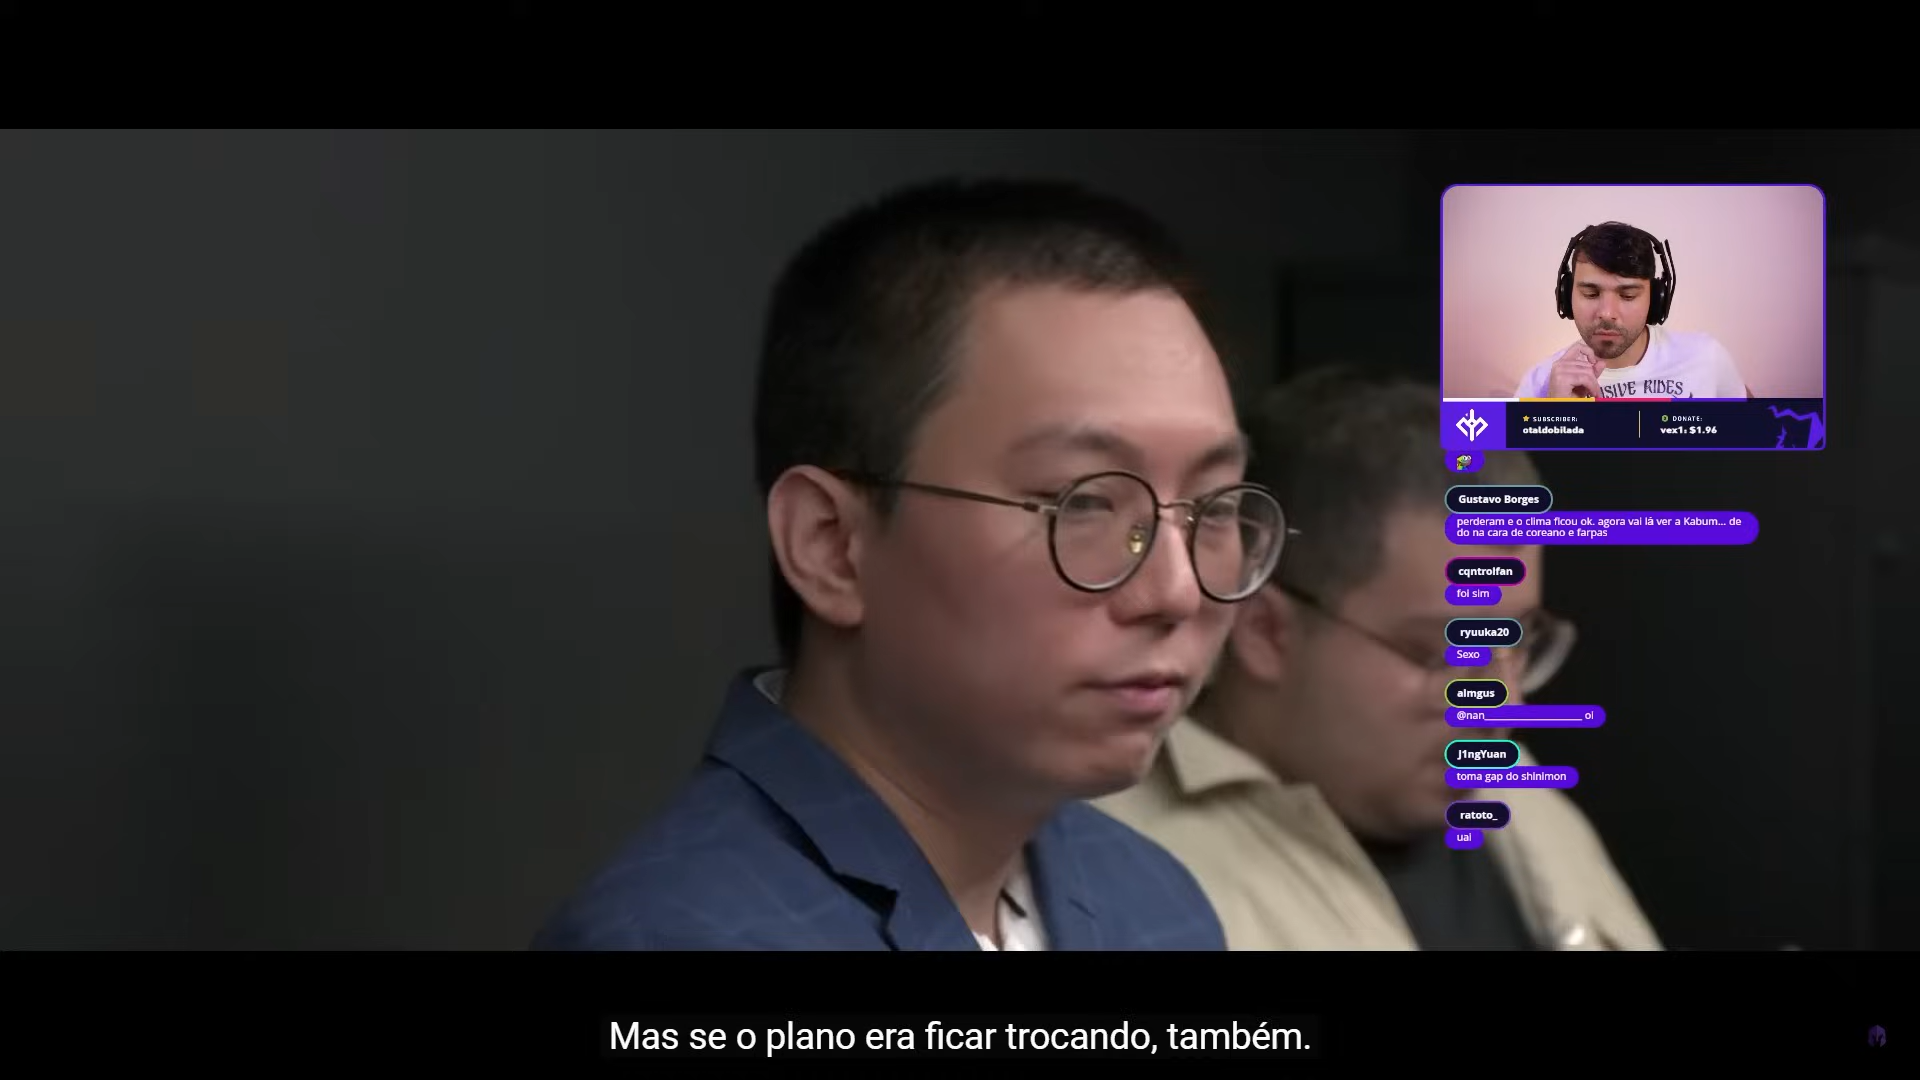 SIVE RIDES
SUBSCRIBER:
otaldobilada
DONATE:
vex1: $1.96
Gustavo Borges
perderam e o clima ficou ok. agora vai lá ver a Kabum... de
do na cara de coreano e farpas
cqntrolfan
foi sim
ryuuka20
Sexo
almgus
@nan__________________ oi
J1ngYuan
toma gap do shinimon
ratoto_
uai
Mas se o plano era ficar trocando, também.